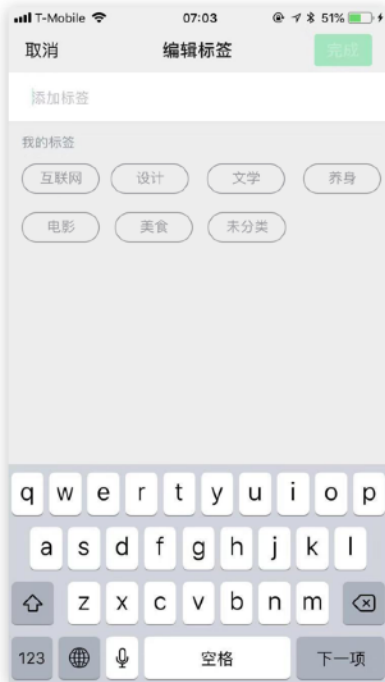 T-Mobile 07:03 51%
取消 编辑标签 完成
添加标签
我的标签
互联网 设计 文学 养身
电影 美食 未分类
q w e r t y u i o p
a s d f g h j k l
z x c v b n m
123 空格 下一项